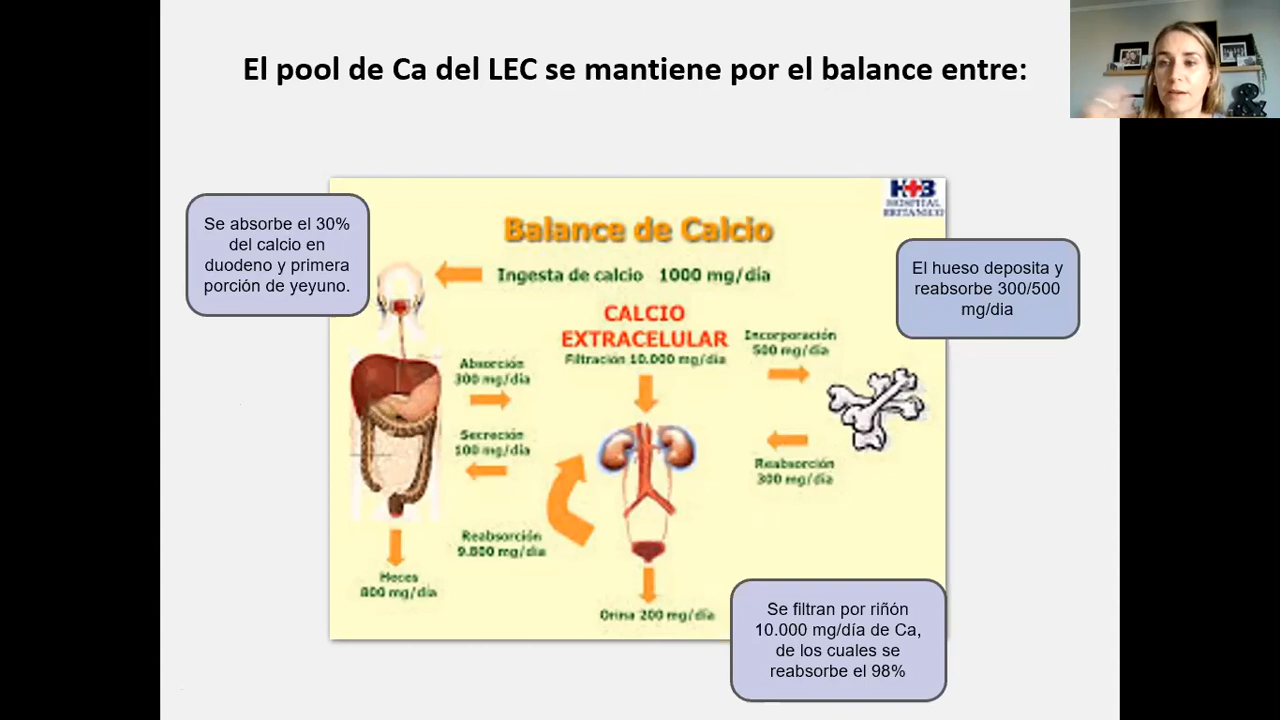 El pool de Ca del LEC se mantiene por el balance entre:
Se absorbe el 30%
del calcio en
duodeno y primera
porción de yeyuno.
HB
HOSPITAL
BRITANICO
Balance de Calcio
Ingesta de calcio 1000 mg/día
El hueso deposita y
reabsorbe 300/500
mg/dia
CALCIO
EXTRACELULAR
Filtración 10.000 mg/día
Incorporación
500 mg/día
Absorción
300 mg/día
Secreción
100 mg/día
Reabsorción
300 mg/día
Reabsorción
9.800 mg/día
Heces
800 mg/día
Orina 200 mg/día
Se filtran por riñón
10.000 mg/día de Ca,
de los cuales se
reabsorbe el 98%